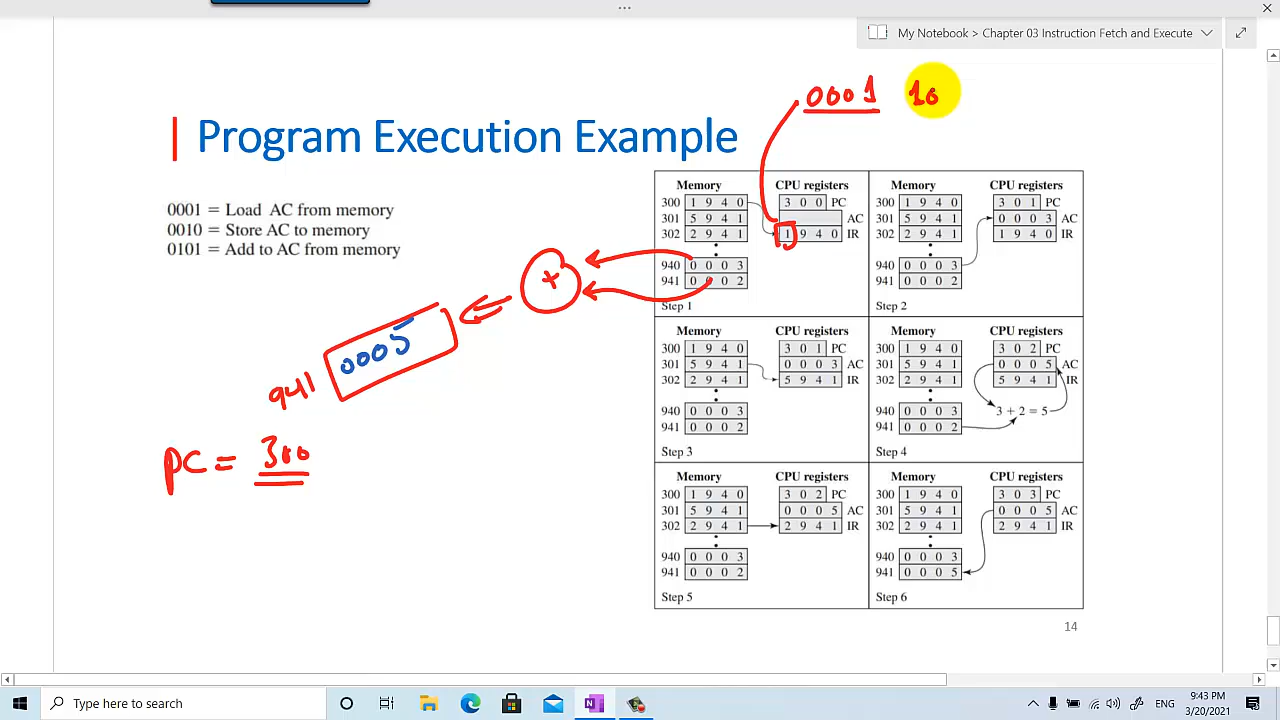 My Notebook > Chapter 03 Instruction Fetch and Execute
0001 10
Program Execution Example
0001 = Load AC from memory
0010 = Store AC to memory
0101 = Add to AC from memory
+
0005
941
PC = 300
Memory CPU registers
300 1 9 4 0 3 0 0 PC
301 5 9 4 1 AC
302 2 9 4 1 1 9 4 0 IR
940 0 0 0 3
941 0 0 0 2
Step 1
Memory CPU registers
300 1 9 4 0 3 0 1 PC
301 5 9 4 1 0 0 0 3 AC
302 2 9 4 1 1 9 4 0 IR
940 0 0 0 3
941 0 0 0 2
Step 2
Memory CPU registers
300 1 9 4 0 3 0 1 PC
301 5 9 4 1 0 0 0 3 AC
302 2 9 4 1 5 9 4 1 IR
940 0 0 0 3
941 0 0 0 2
Step 3
Memory CPU registers
300 1 9 4 0 3 0 2 PC
301 5 9 4 1 0 0 0 5 AC
302 2 9 4 1 5 9 4 1 IR
940 0 0 0 3 3 + 2 = 5
941 0 0 0 2
Step 4
Memory CPU registers
300 1 9 4 0 3 0 2 PC
301 5 9 4 1 0 0 0 5 AC
302 2 9 4 1 2 9 4 1 IR
940 0 0 0 3
941 0 0 0 2
Step 5
Memory CPU registers
300 1 9 4 0 3 0 3 PC
301 5 9 4 1 0 0 0 5 AC
302 2 9 4 1 2 9 4 1 IR
940 0 0 0 3
941 0 0 0 5
Step 6
14
Type here to search
ENG
9:43 PM
3/20/2021